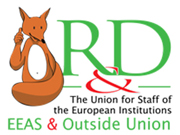 R&D
The Union for Staff of
the European Institutions
EEAS & Outside Union